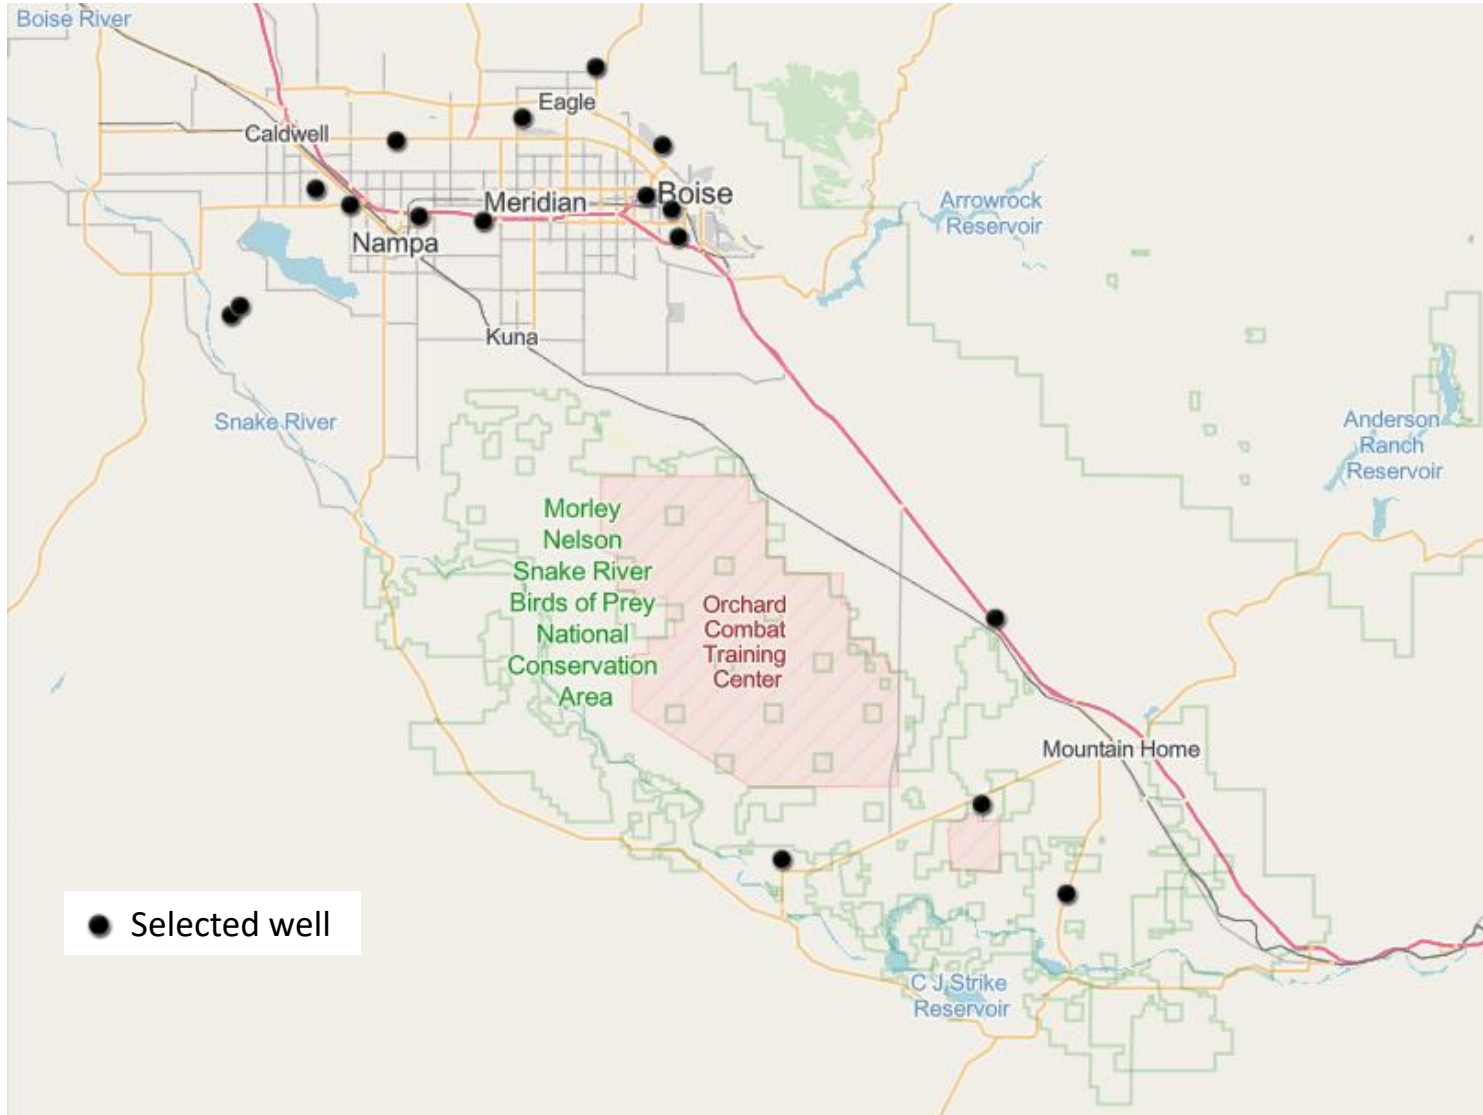 Boise River
Eagle
Caldwell
Boise
Meridian
Arrowrock
Reservoir
Nampa
Kuna
Snake River
Anderson
Ranch
Reservoir
Morley
Nelson
Snake River
Birds of Prey
National
Conservation
Area
Orchard
Combat
Training
Center
Mountain Home
Selected well
C J Strike
Reservoir